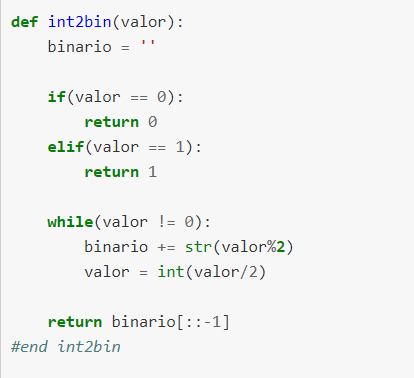 def int2bin(valor):
    binario = ''

    if(valor == 0):
        return 0
    elif(valor == 1):
        return 1

    while(valor != 0):
        binario += str(valor%2)
        valor = int(valor/2)

    return binario[::-1]
#end int2bin